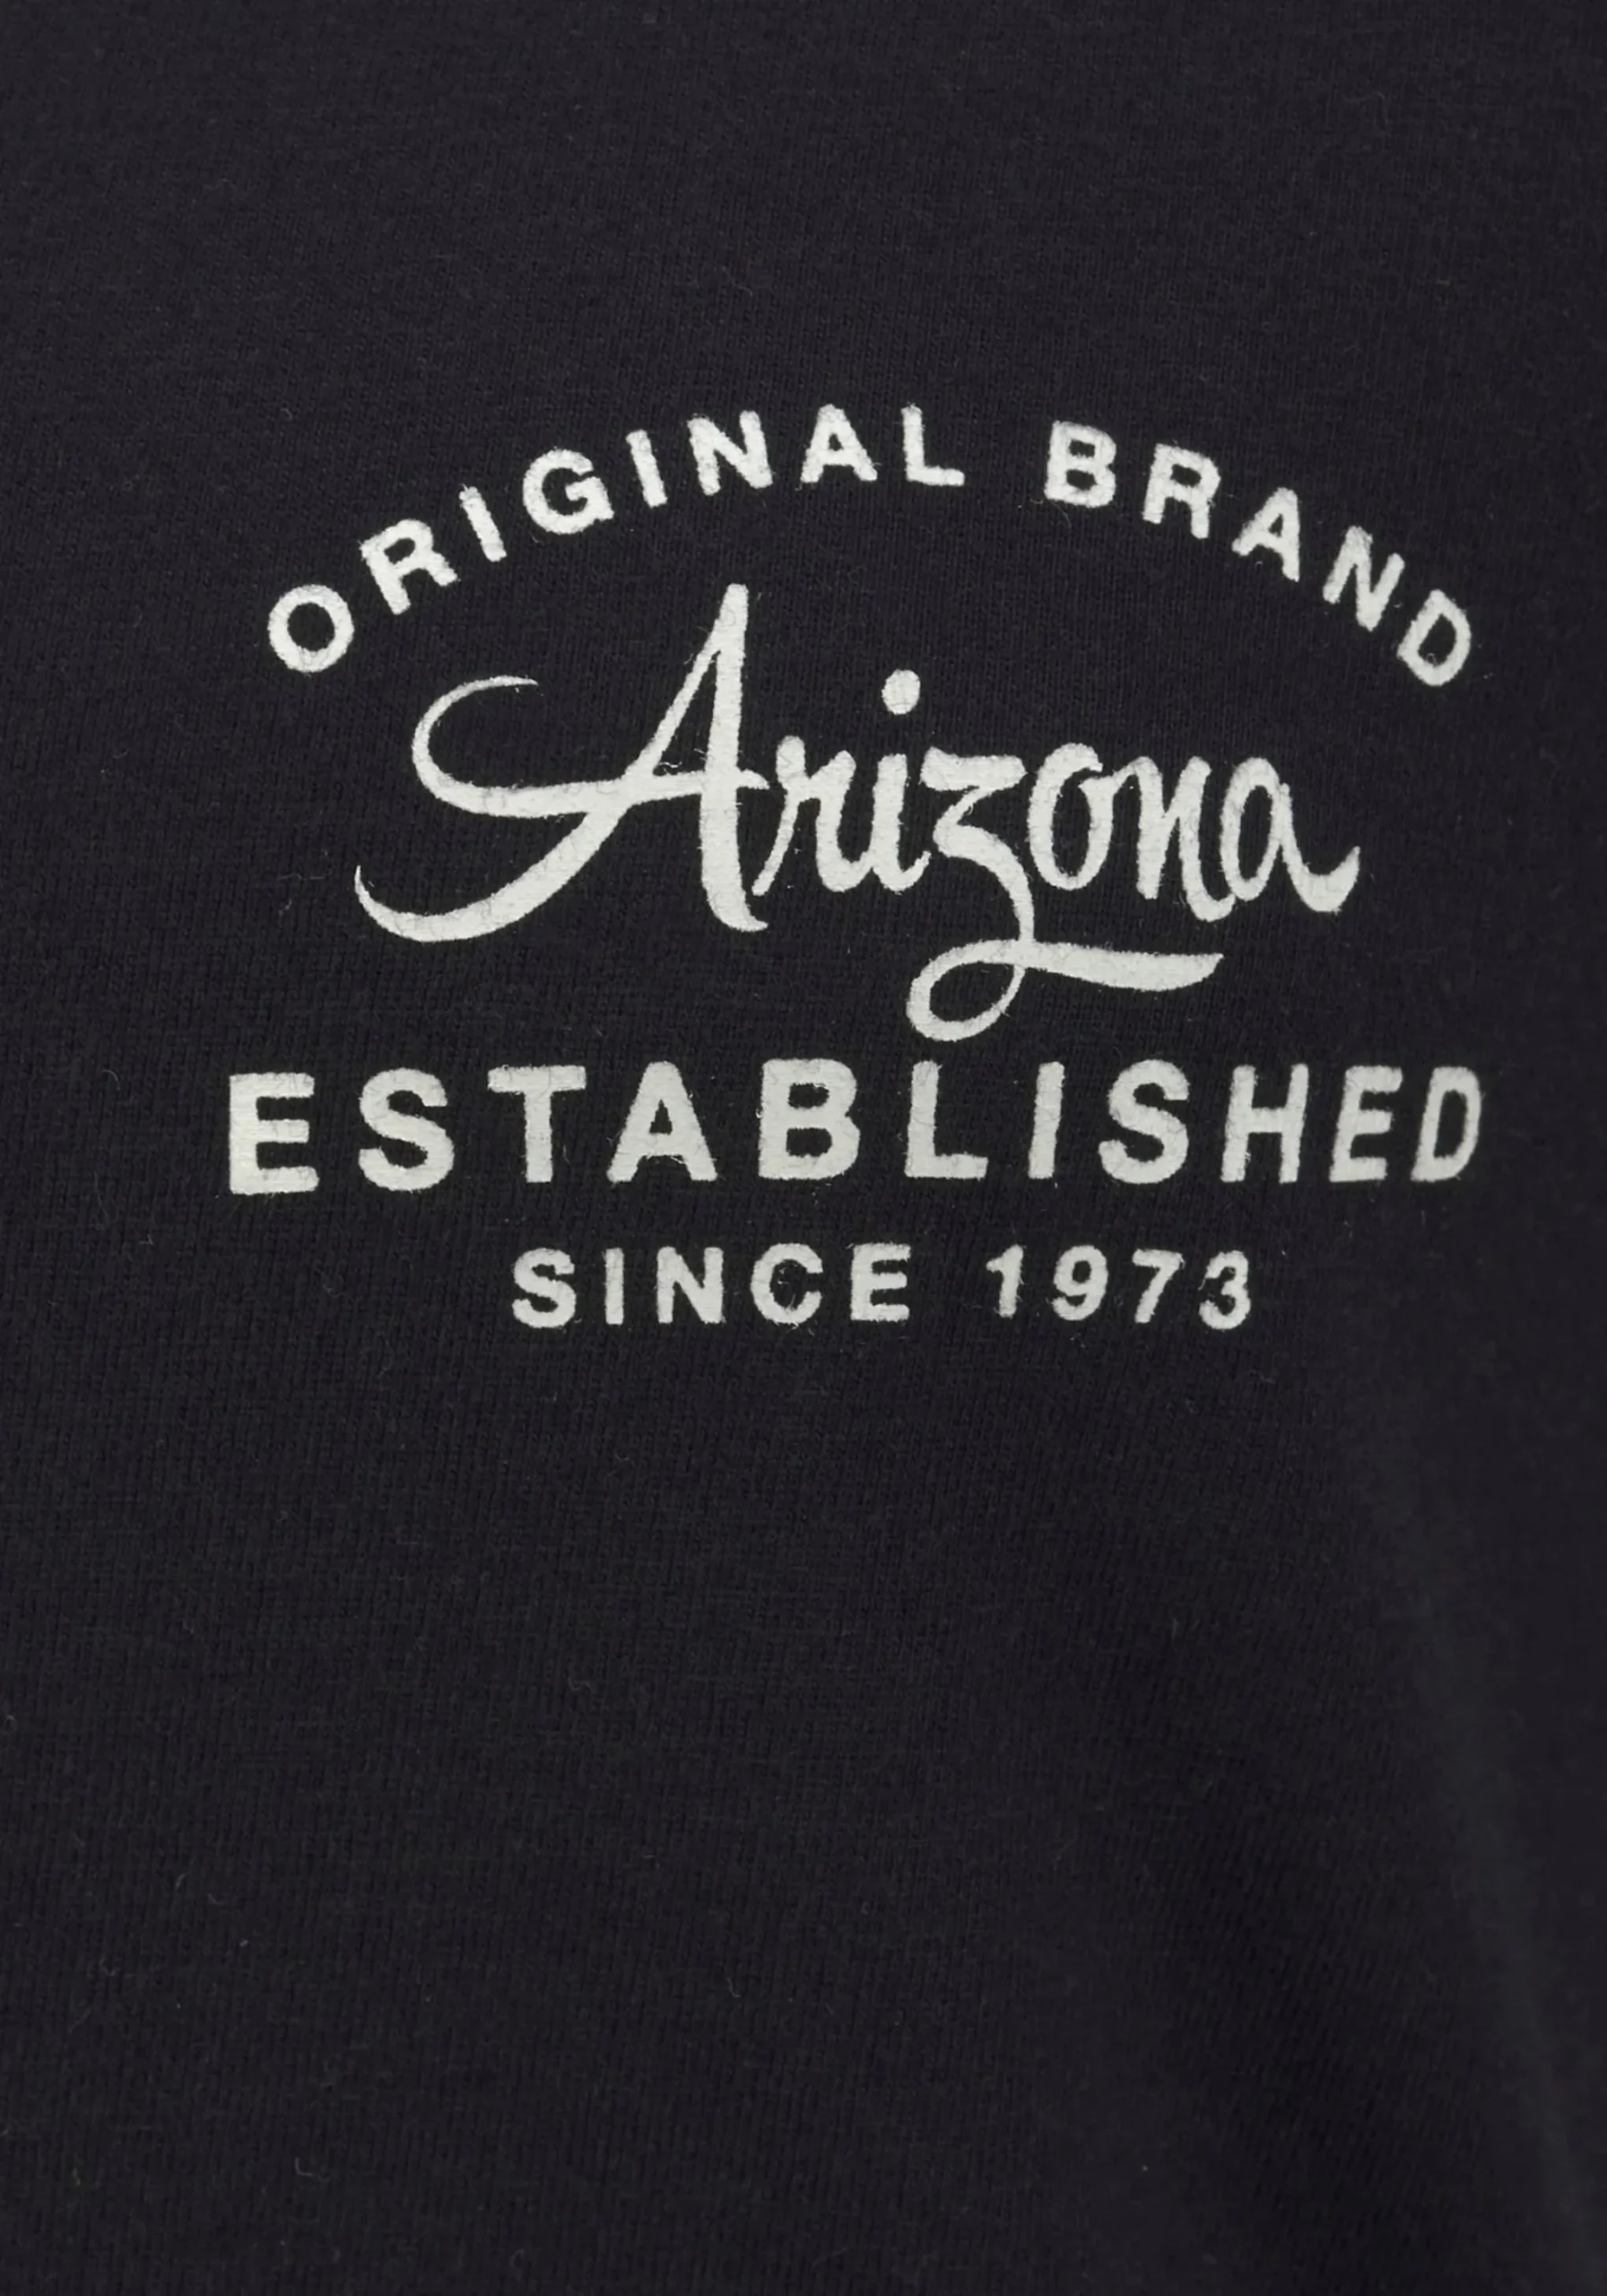 ORIGINAL BRAND
Arizona
ESTABLISHED
SINCE 1973